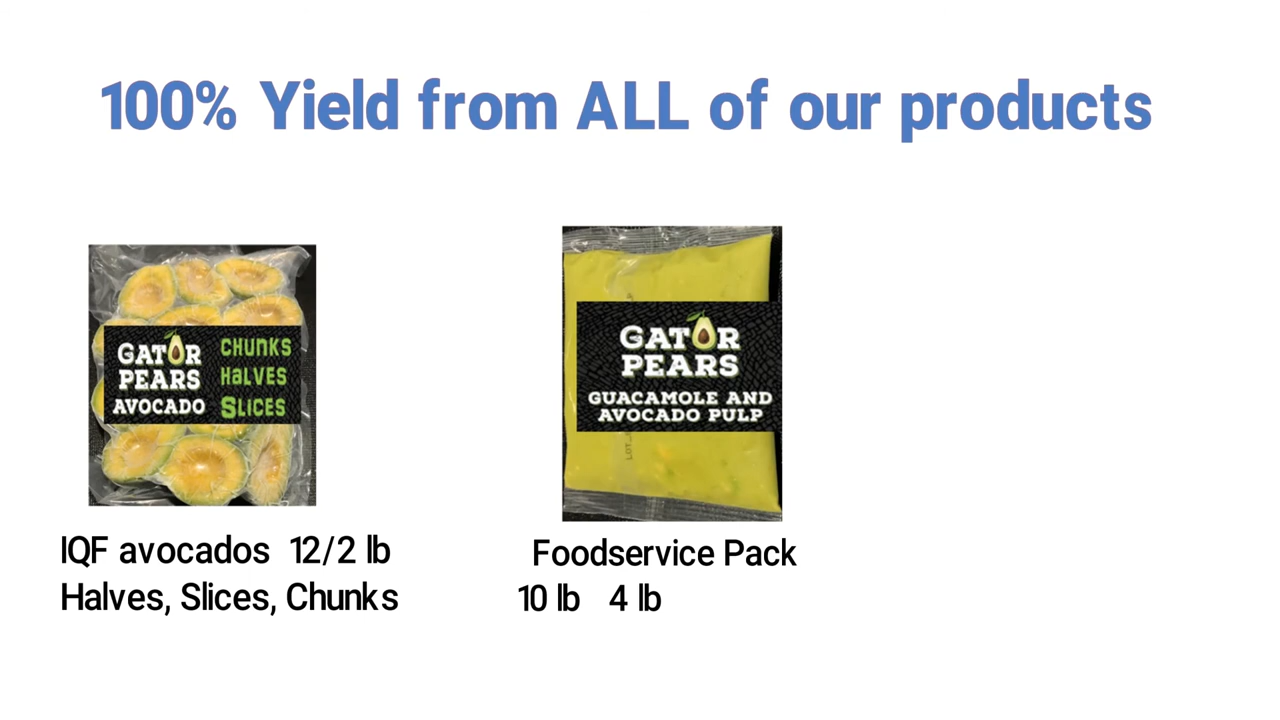 100% Yield from ALL of our products
GATOR
PEARS
AVOCADO
CHUNKS
HaLVES
SLICES
GATOR
PEARS
GUACAMOLE AND
AVOCADO PULP
IQF avocados 12/2 lb
Halves, Slices, Chunks
Foodservice Pack
10 lb 4 lb